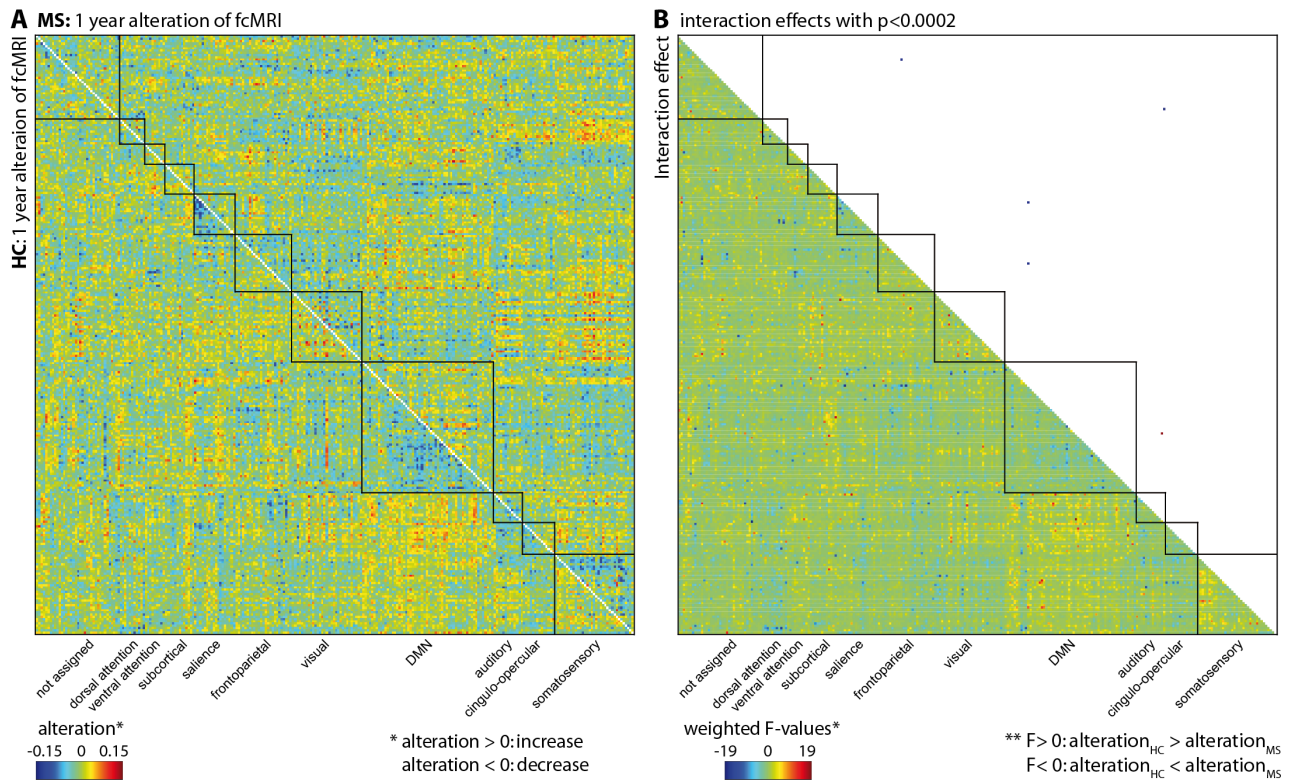 A MS: 1 year alteration of fcMRI
HC: 1 year alteraion of fcMRI
not assigned
dorsal attention
ventral attention
subcortical
salience
frontoparietal
visual
DMN
auditory
cingulo-opercular
somatosensory
alteration*
-0.15 0 0.15
* alteration > 0: increase
alteration < 0: decrease
B interaction effects with p<0.0002
Interaction effect
not assigned
dorsal attention
ventral attention
subcortical
salience
frontoparietal
visual
DMN
auditory
cingulo-opercular
somatosensory
weighted F-values*
-19 0 19
** F> 0: alterationHC > alterationMS
F< 0: alterationHC < alterationMS